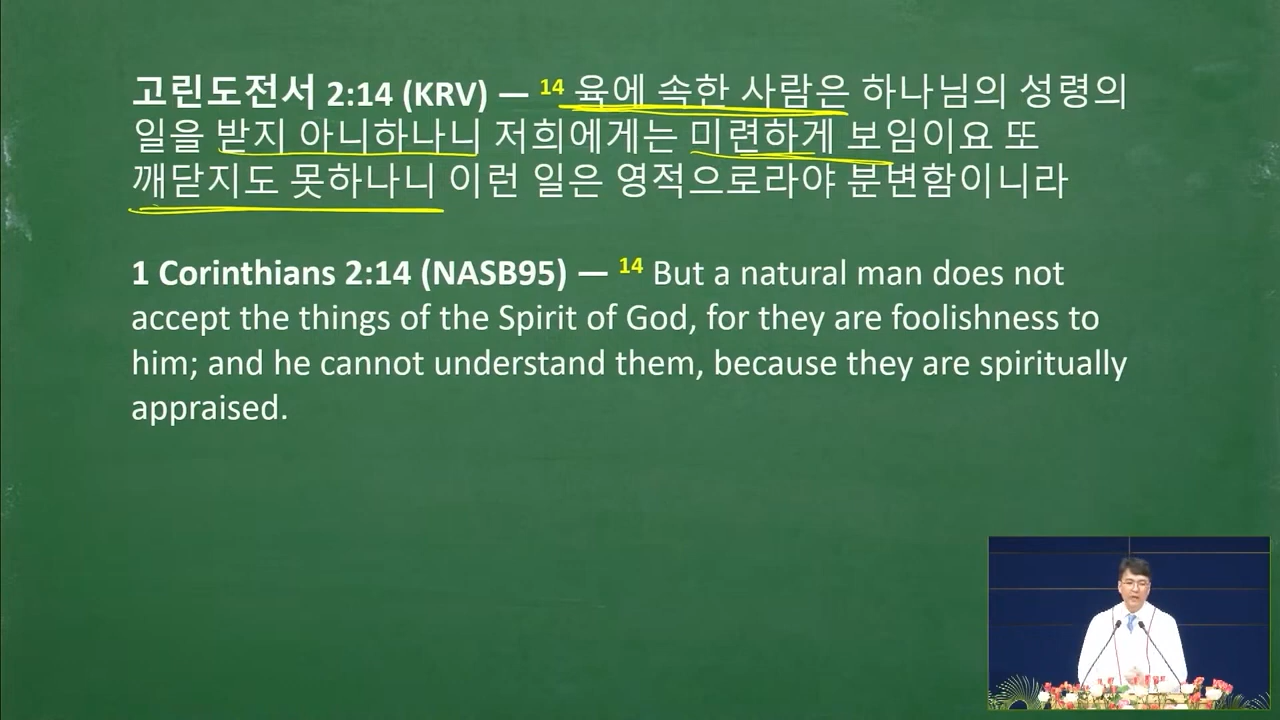 고린도전서 2:14 (KRV) — 14 육에 속한 사람은 하나님의 성령의
일을 받지 아니하나니 저희에게는 미련하게 보임이요 또
깨닫지도 못하나니 이런 일은 영적으로라야 분변함이니라
1 Corinthians 2:14 (NASB95) — 14 But a natural man does not
accept the things of the Spirit of God, for they are foolishness to
him; and he cannot understand them, because they are spiritually
appraised.